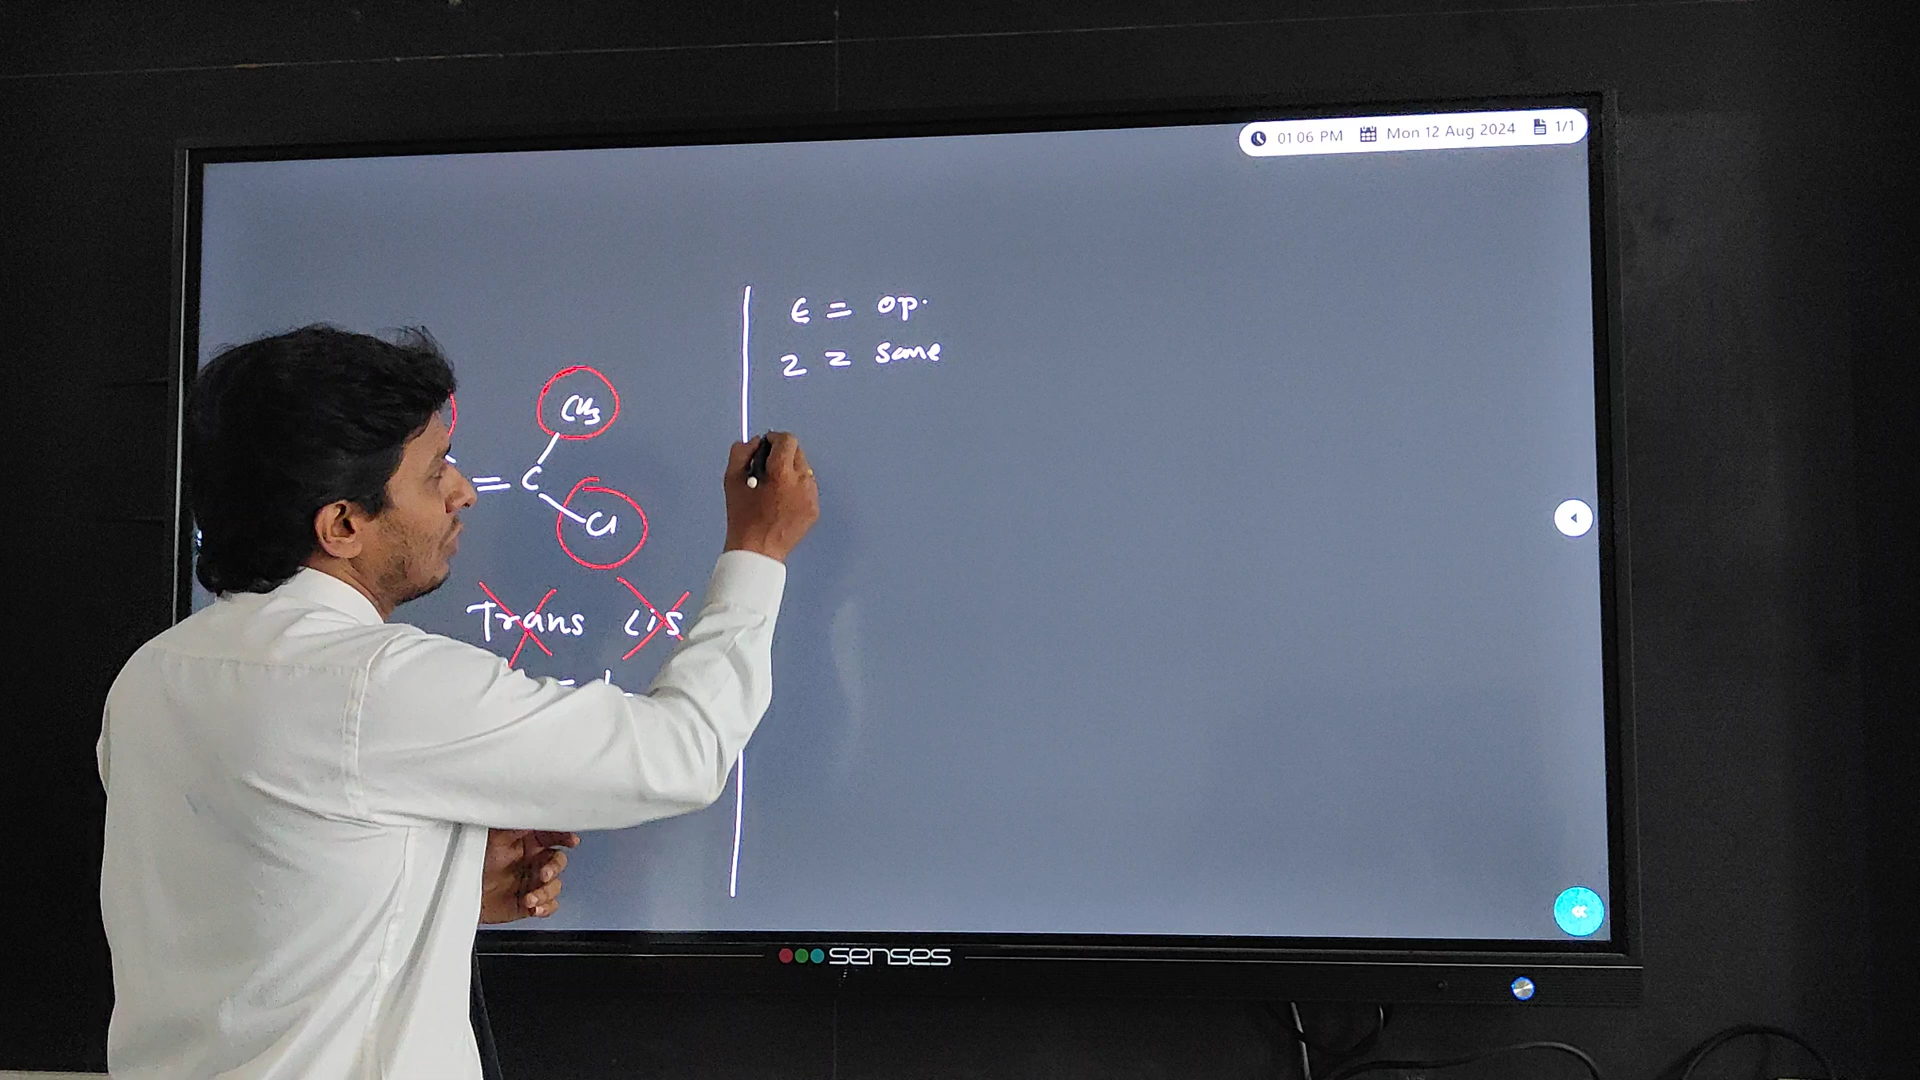 01:06 PM Mon 12 Aug 2024 1/1
E = op.
Z = Same
CH3
= C
Cl
Trans Cis
senses